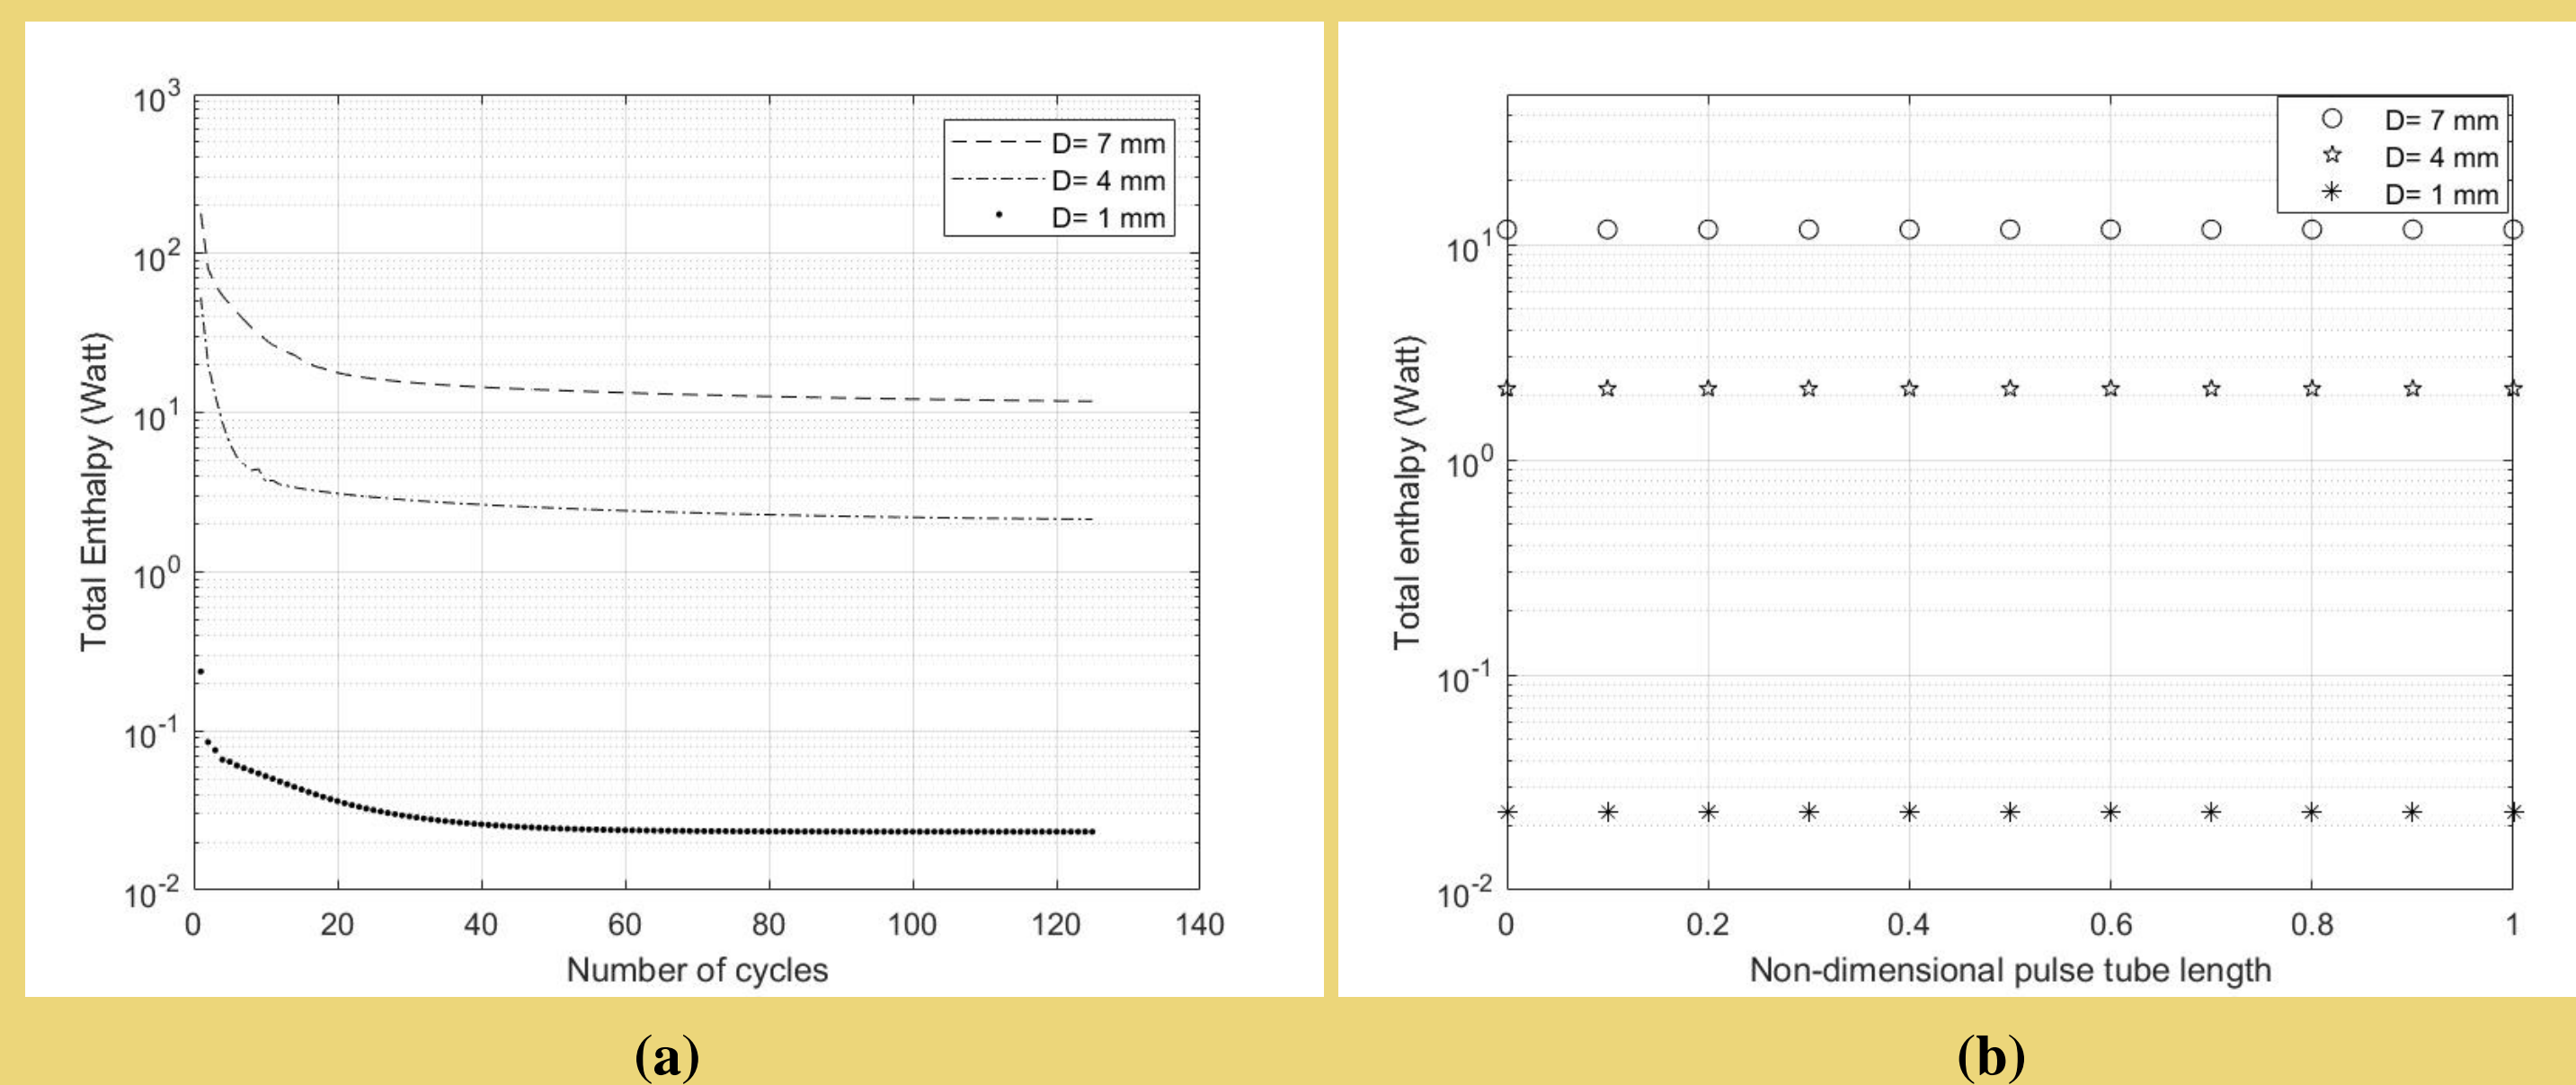 10^3
10^2
10^1
10^0
10^-1
10^-2
Total Enthalpy (Watt)
D= 7 mm
D= 4 mm
D= 1 mm
0 20 40 60 80 100 120 140
Number of cycles
(a)
10^1
10^0
10^-1
10^-2
Total enthalpy (Watt)
D= 7 mm
D= 4 mm
D= 1 mm
0 0.2 0.4 0.6 0.8 1
Non-dimensional pulse tube length
(b)